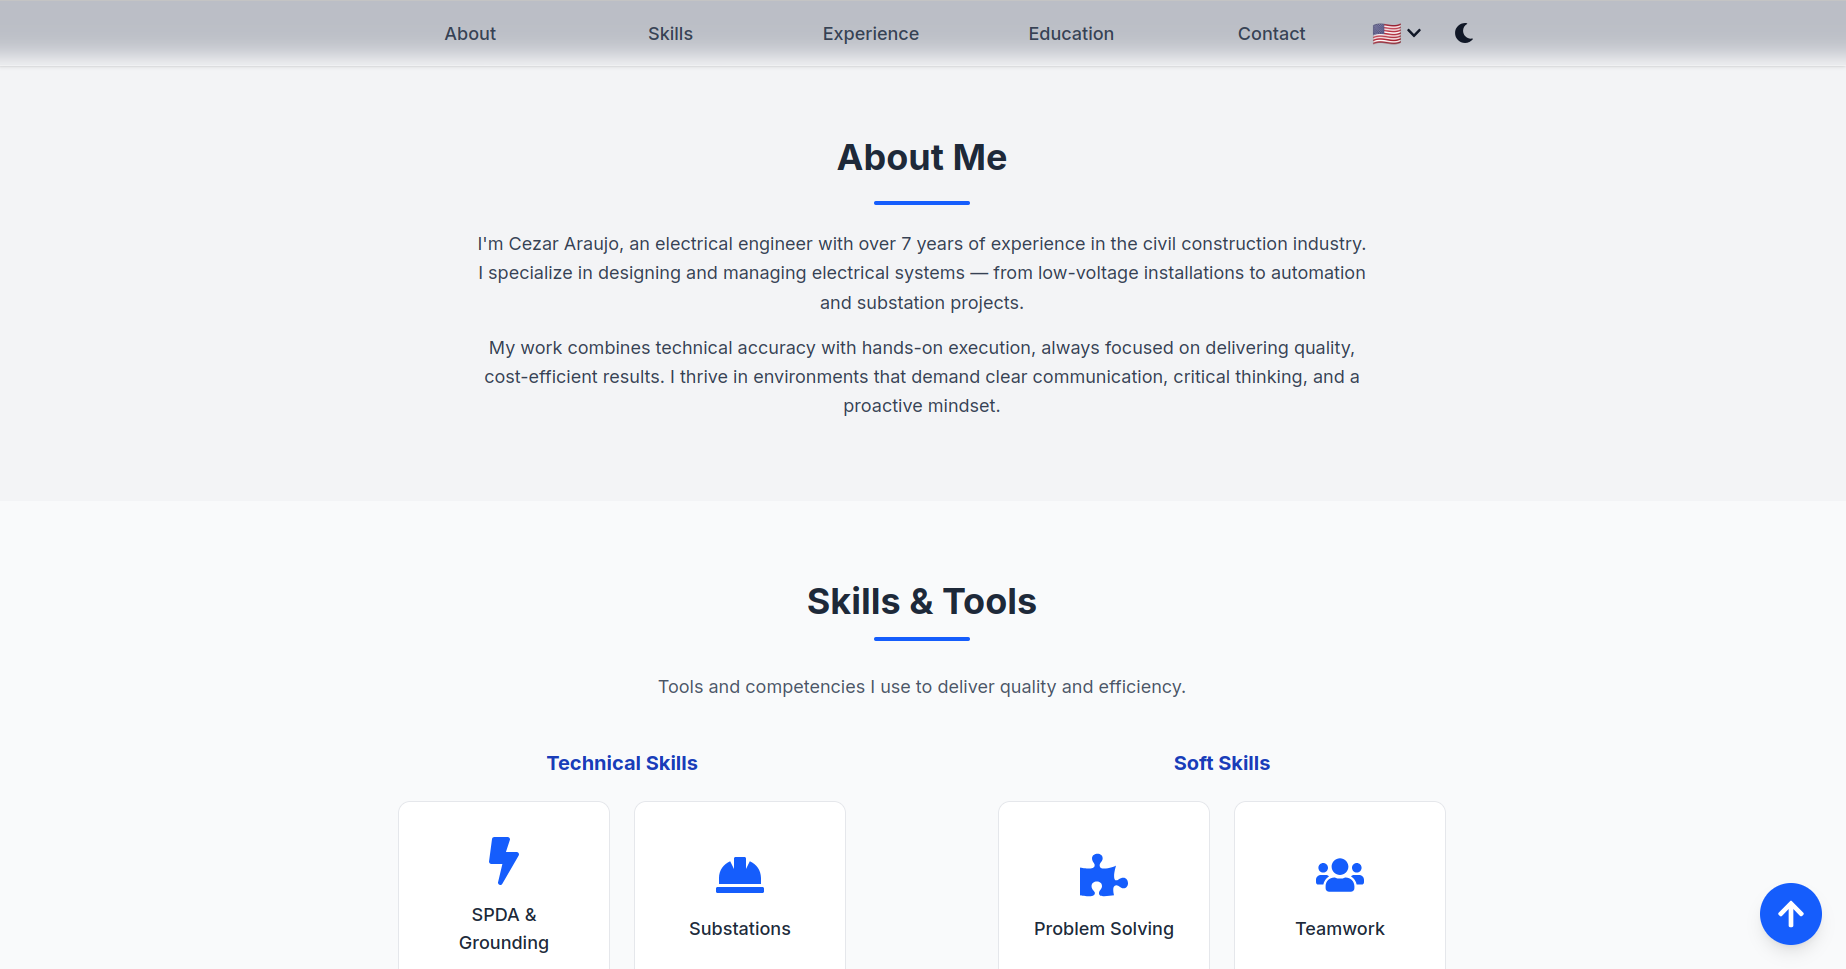 About Skills Experience Education Contact
About Me
I'm Cezar Araujo, an electrical engineer with over 7 years of experience in the civil construction industry.
I specialize in designing and managing electrical systems — from low-voltage installations to automation
and substation projects.
My work combines technical accuracy with hands-on execution, always focused on delivering quality,
cost-efficient results. I thrive in environments that demand clear communication, critical thinking, and a
proactive mindset.
Skills & Tools
Tools and competencies I use to deliver quality and efficiency.
Technical Skills
SPDA &
Grounding
Substations
Soft Skills
Problem Solving
Teamwork